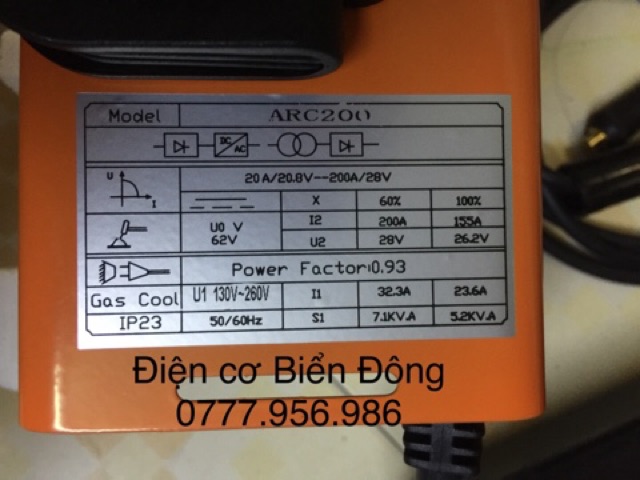 Model ARC200
DC AC
U I 20A/20.8V--200A/28V
X 60% 100%
U0 V 62V
I2 200A 155A
U2 28V 26.2V
Power Factor:0.93
Gas Cool U1 130V~260V I1 32.3A 23.6A
IP23 50/60Hz S1 7.1KV.A 5.2KV.A
Điện cơ Biển Đông
0777.956.986